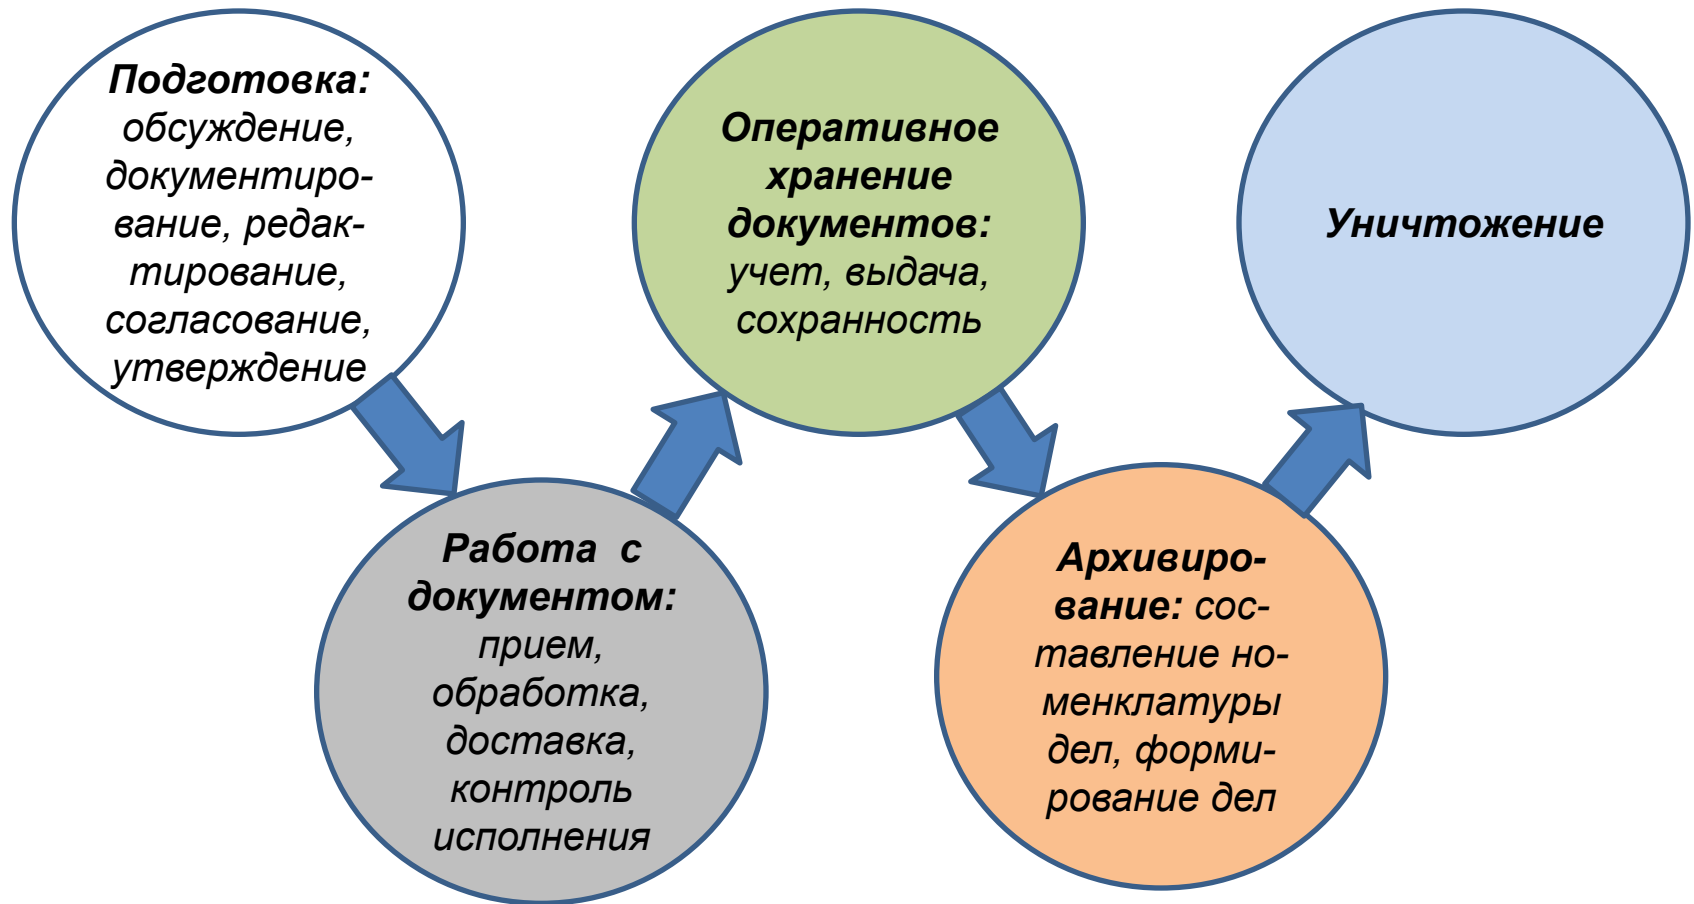 Подготовка:
обсуждение,
документиро-
вание, редак-
тирование,
согласование,
утверждение
Работа с
документом:
прием,
обработка,
доставка,
контроль
исполнения
Оперативное
хранение
документов:
учет, выдача,
сохранность
Архивиро-
вание: сос-
тавление но-
менклатуры
дел, форми-
рование дел
Уничтожение